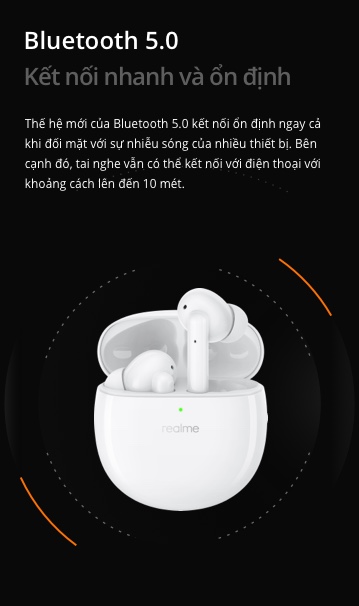 Bluetooth 5.0
Kết nối nhanh và ổn định
Thế hệ mới của Bluetooth 5.0 kết nối ổn định ngay cả
khi đối mặt với sự nhiễu sóng của nhiều thiết bị. Bên
cạnh đó, tai nghe vẫn có thể kết nối với điện thoại với
khoảng cách lên đến 10 mét.
realme